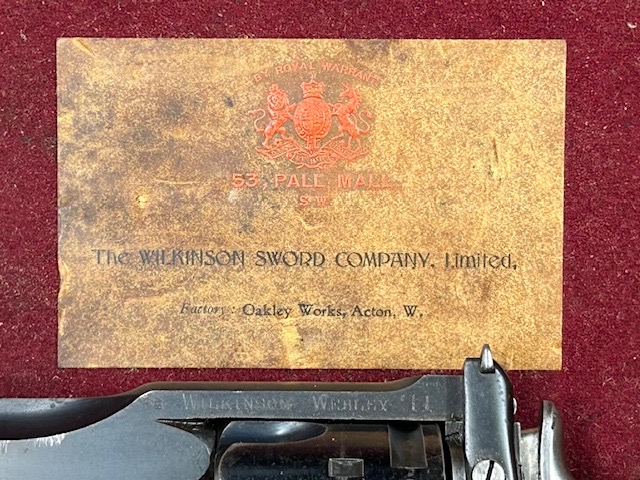 BY ROYAL WARRANT
53, PALL MALL,
S.W.
The WILKINSON SWORD COMPANY, Limited,
Factory: Oakley Works, Acton, W.
WILKINSON WEBLEY '11